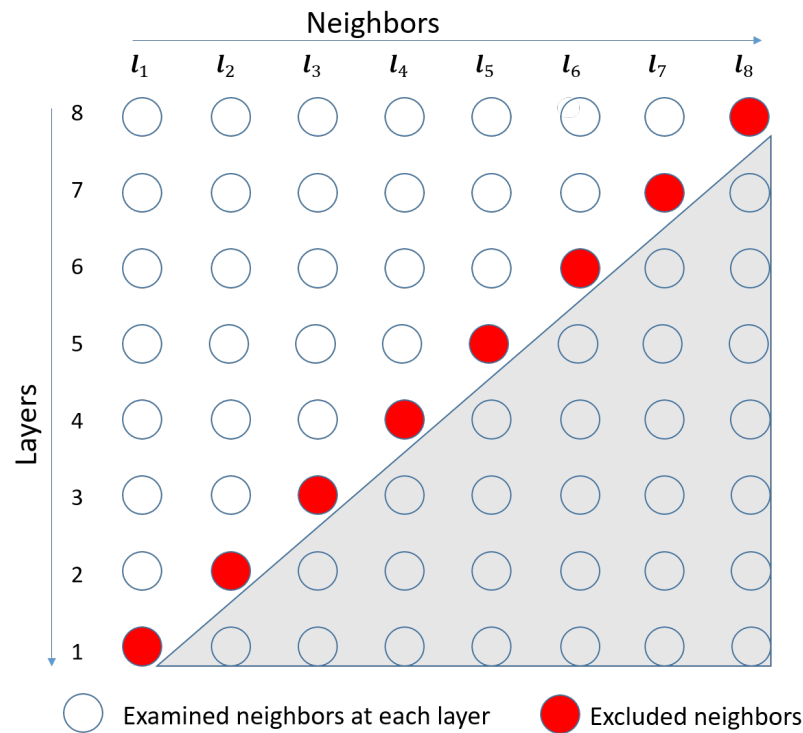 Neighbors
l₁ l₂ l₃ l₄ l₅ l₆ l₇ l₈
8
7
6
5
4
3
2
1
Layers
Examined neighbors at each layer
Excluded neighbors